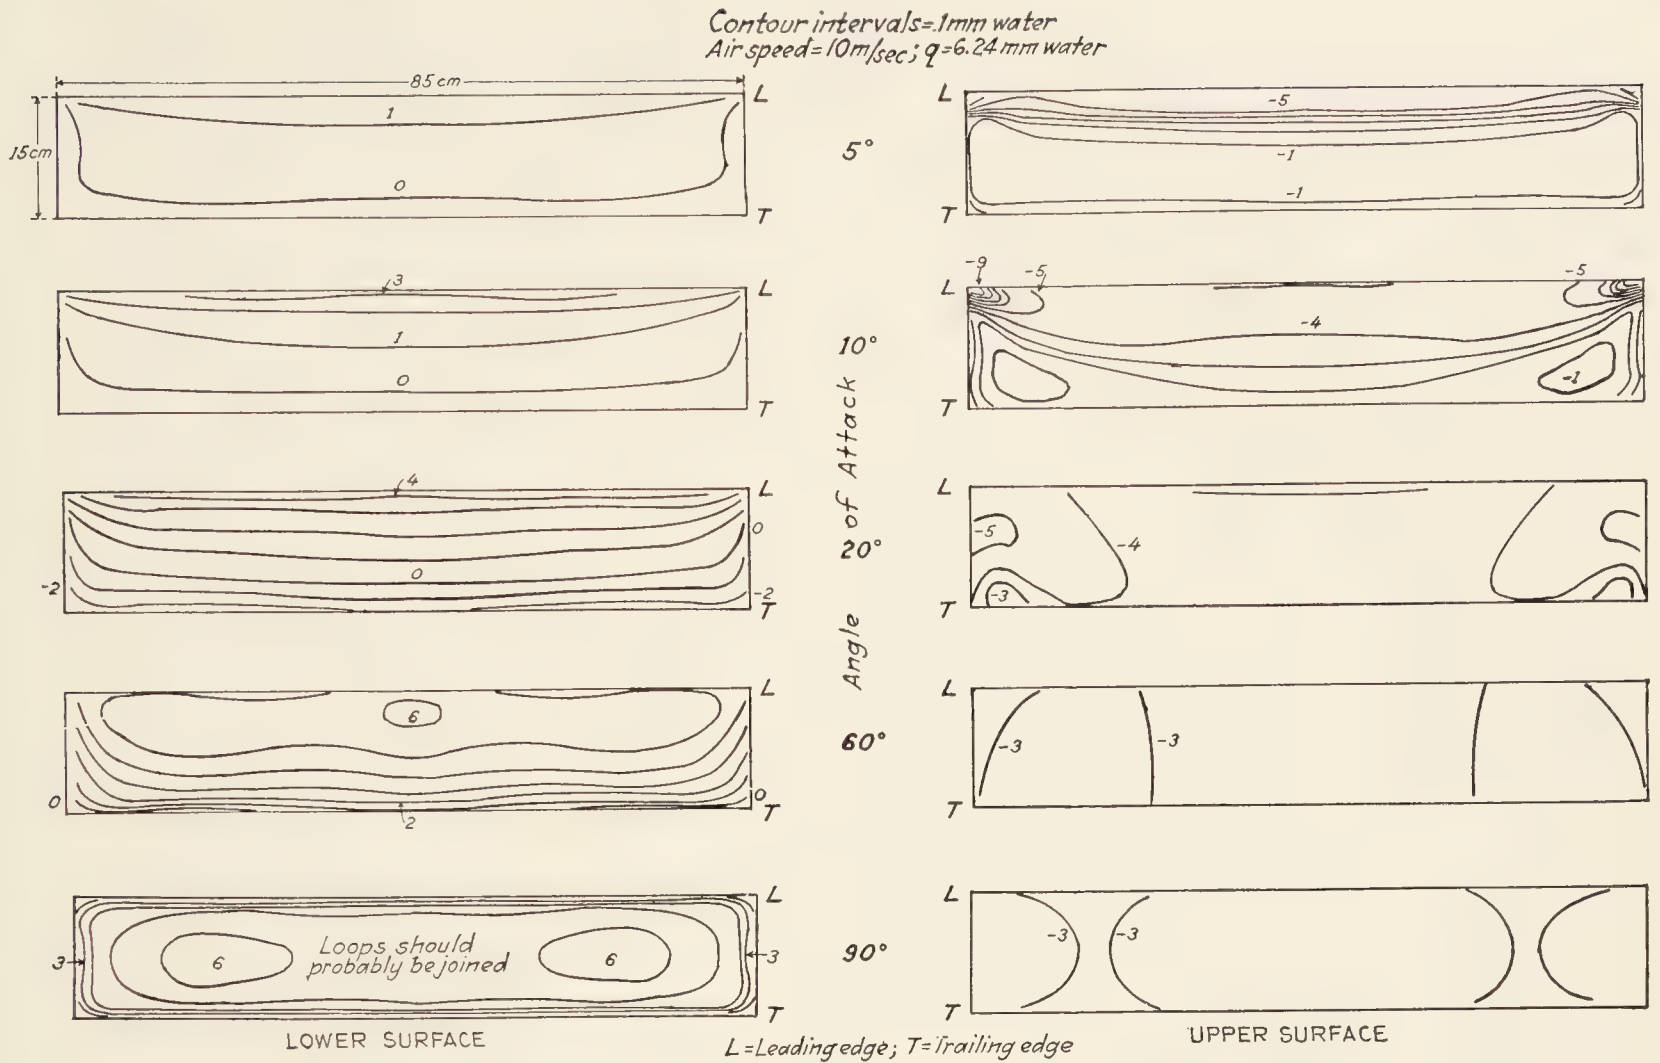 Contour intervals=.1mm water
Air speed=10m/sec; q=6.24mm water
85 cm
15cm
1
0
L
T
5°
L
T
-5
-1
-1
3
1
0
L
T
10°
L
T
-9
-5
-5
-4
-1
4
0
0
-2
-2
L
T
20°
L
T
-5
-4
-3
Angle of Attack
6
0
0
2
L
T
60°
L
T
-3
-3
3
6
Loops should
probably be joined
6
3
L
T
90°
L
T
-3
-3
LOWER SURFACE
L=Leading edge; T=Trailing edge
UPPER SURFACE